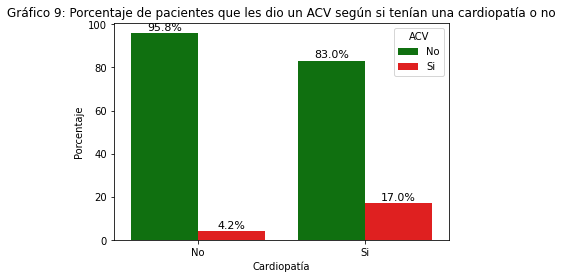 Gráfico 9: Porcentaje de pacientes que les dio un ACV según si tenían una cardiopatía o no
100
80
60
40
20
0
Porcentaje
95.8%
4.2%
83.0%
17.0%
ACV
No
Si
No
Si
Cardiopatía